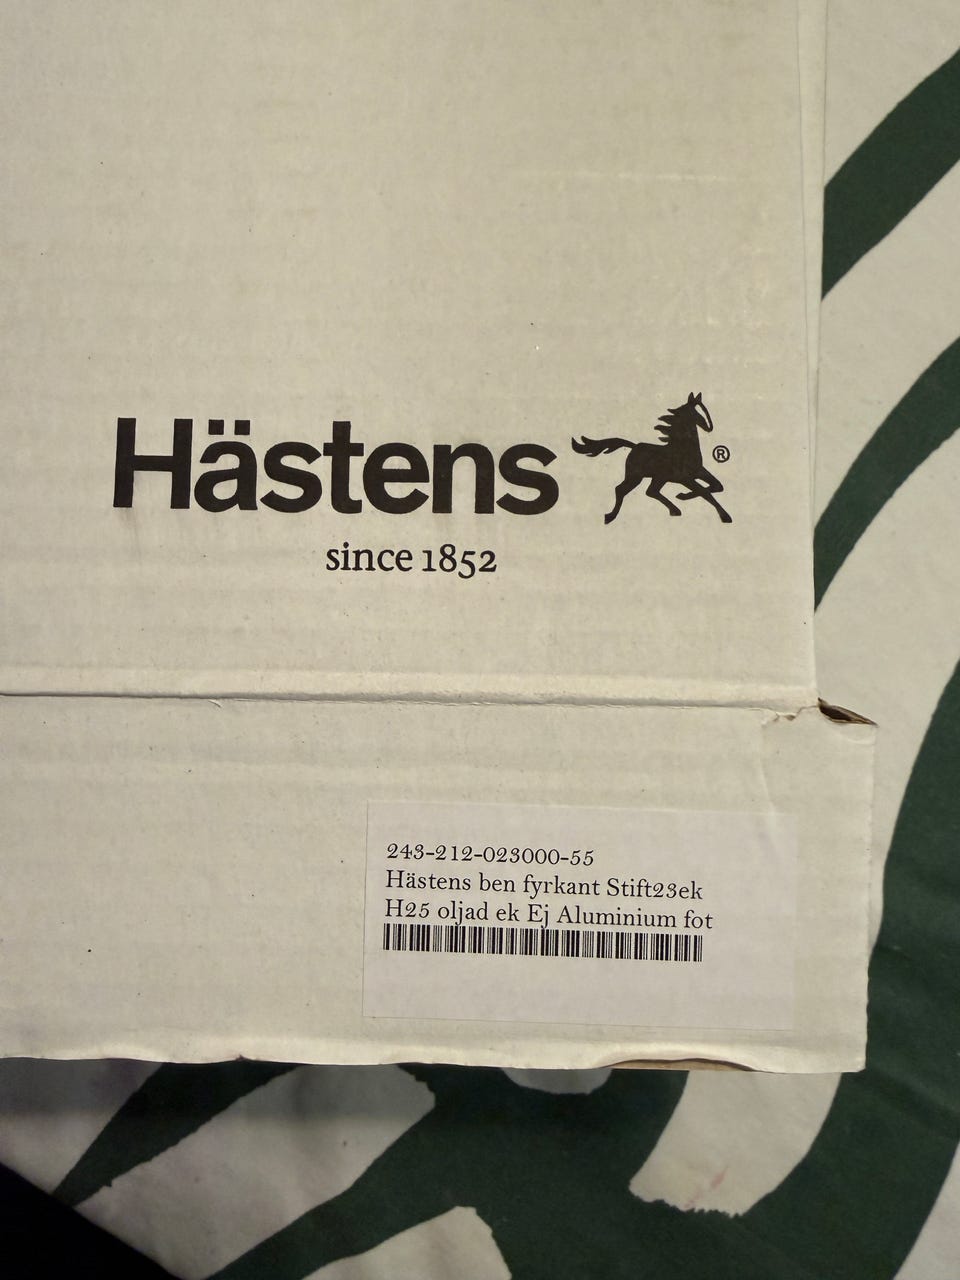 Hästens ®
since 1852
243-212-023000-55
Hästens ben fyrkant Stift23ek
H25 oljad ek Ej Aluminium fot